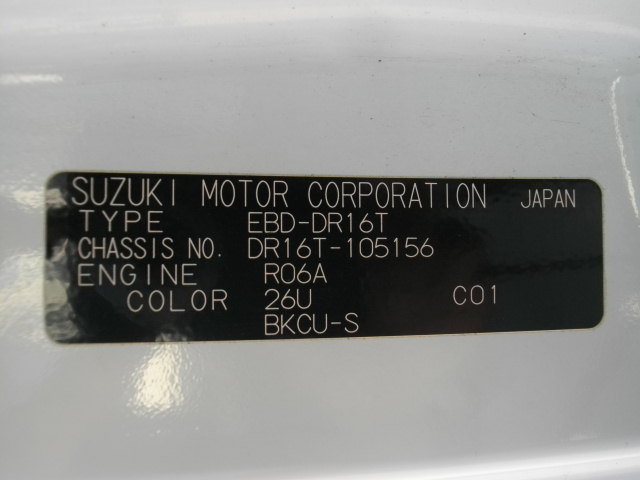 SUZUKI MOTOR CORPORATION JAPAN
TYPE EBD-DR16T
CHASSIS NO. DR16T-105156
ENGINE R06A
COLOR 26U C01
BKCU-S